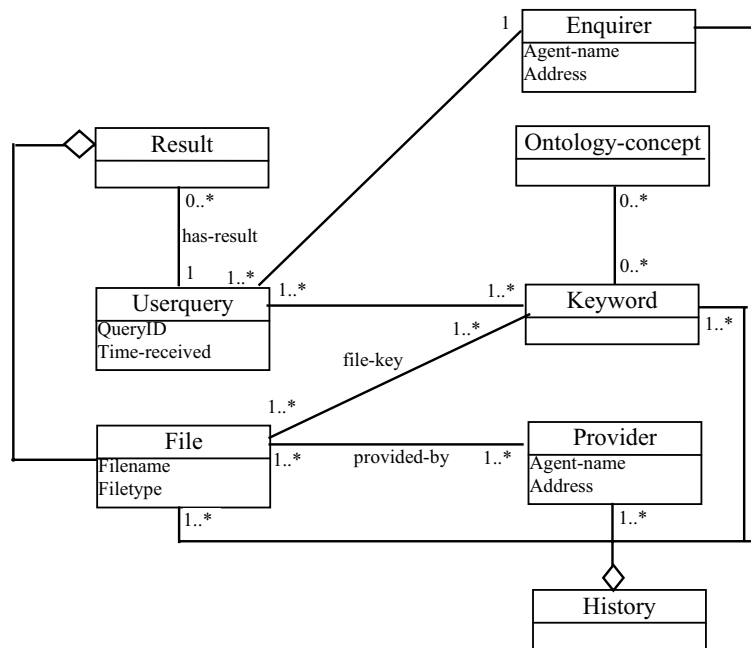 1
Enquirer
Agent-name
Address
Result
Ontology-concept
0..*
has-result
1
0..*
0..*
1..*
Userquery
QueryID
Time-received
1..*
1..*
Keyword
1..*
1..*
file-key
1..*
File
Filename
Filetype
1..*
provided-by
1..*
Provider
Agent-name
Address
1..*
1..*
History